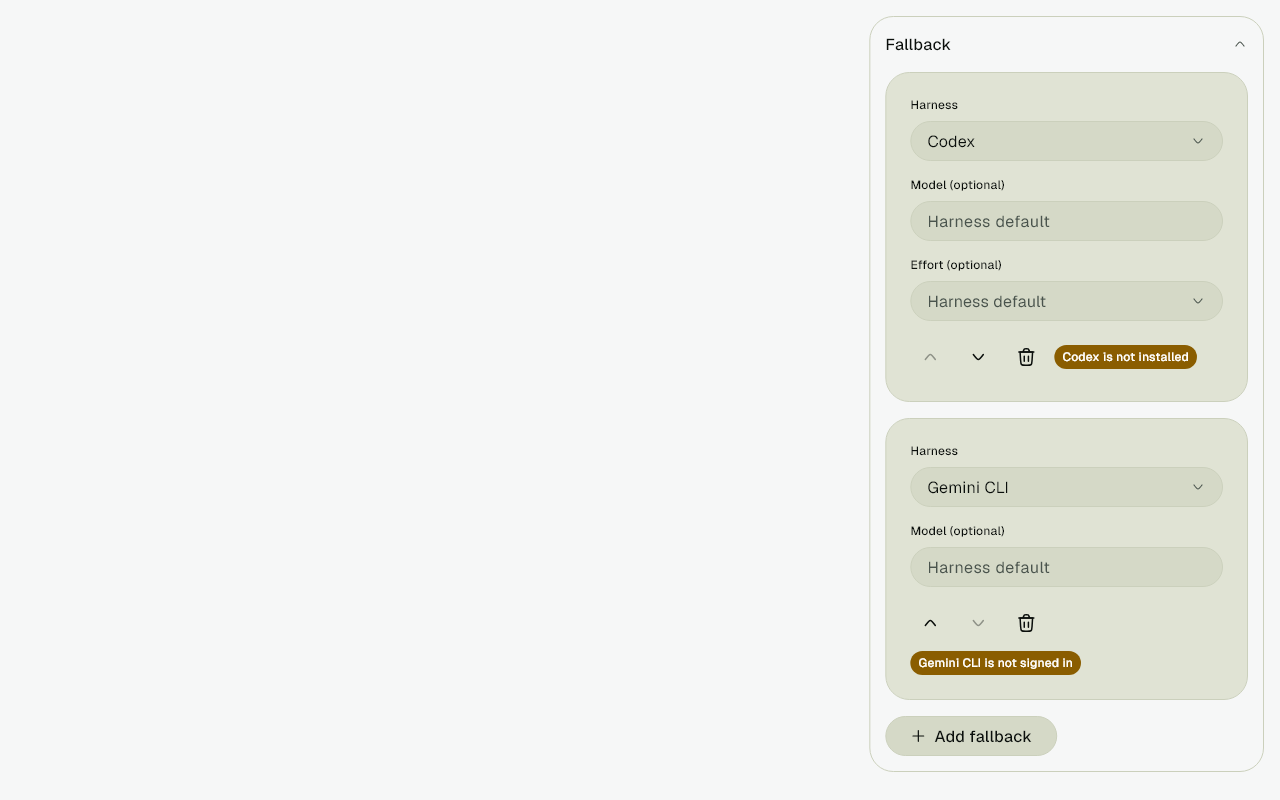 Fallback
Harness
Codex
Model (optional)
Harness default
Effort (optional)
Harness default
Codex is not installed
Harness
Gemini CLI
Model (optional)
Harness default
Gemini CLI is not signed in
Add fallback